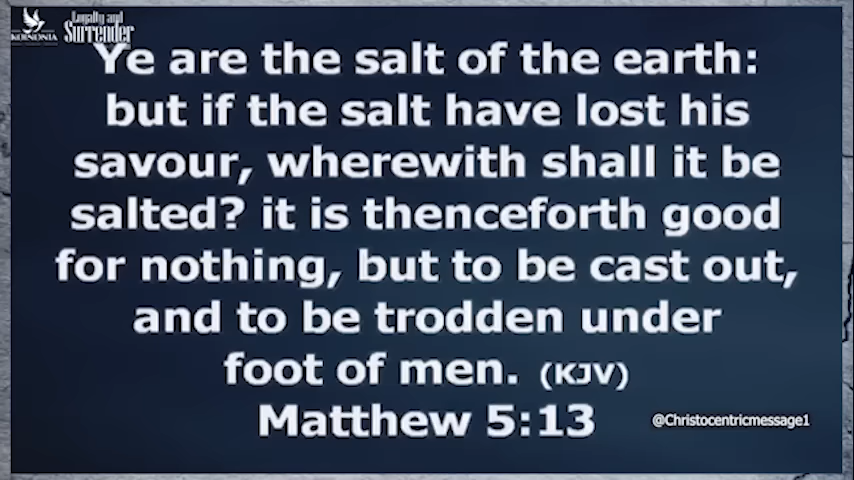 KOINONIA
Loyalty and
Surrender
Ye are the salt of the earth:
but if the salt have lost his
savour, wherewith shall it be
salted? it is thenceforth good
for nothing, but to be cast out,
and to be trodden under
foot of men. (KJV)
Matthew 5:13
@Christocentricmessage1